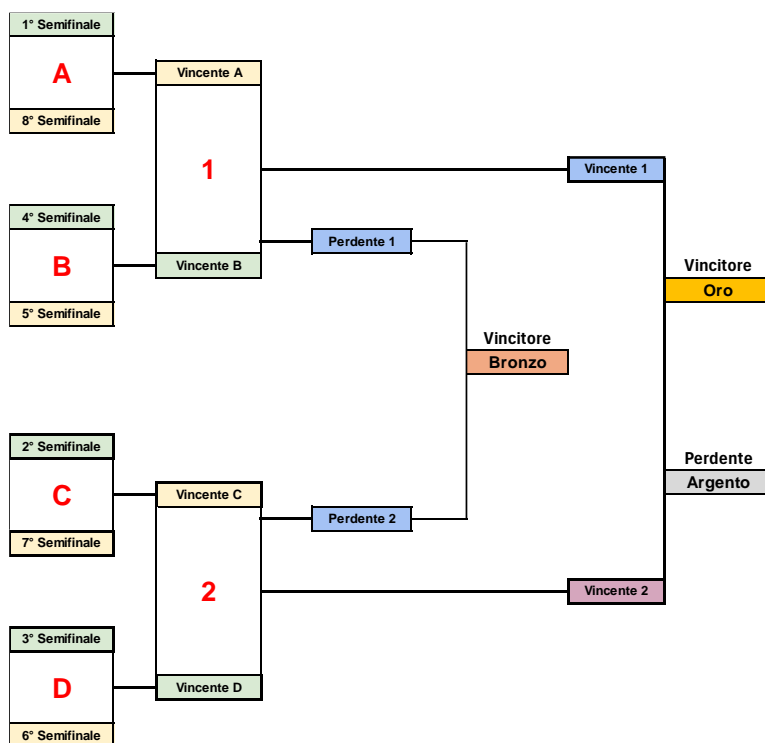 1° Semifinale
A
8° Semifinale
Vincente A
1
Vincente B
4° Semifinale
B
5° Semifinale
Perdente 1
Vincente 1
Vincitore
Oro
Vincitore
Bronzo
Perdente
Argento
2° Semifinale
C
7° Semifinale
Vincente C
2
Vincente D
Perdente 2
Vincente 2
3° Semifinale
D
6° Semifinale